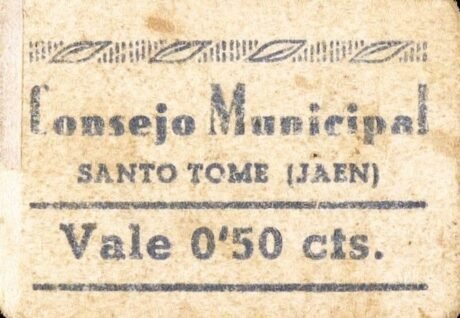 Consejo Municipal
SANTO TOME (JAEN)
Vale 0'50 cts.